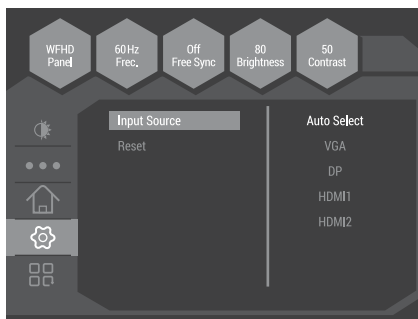 WFHD
Panel
60Hz
Frec.
Off
Free Sync
80
Brightness
50
Contrast
Input Source
Auto Select
Reset
VGA
DP
HDMI1
HDMI2